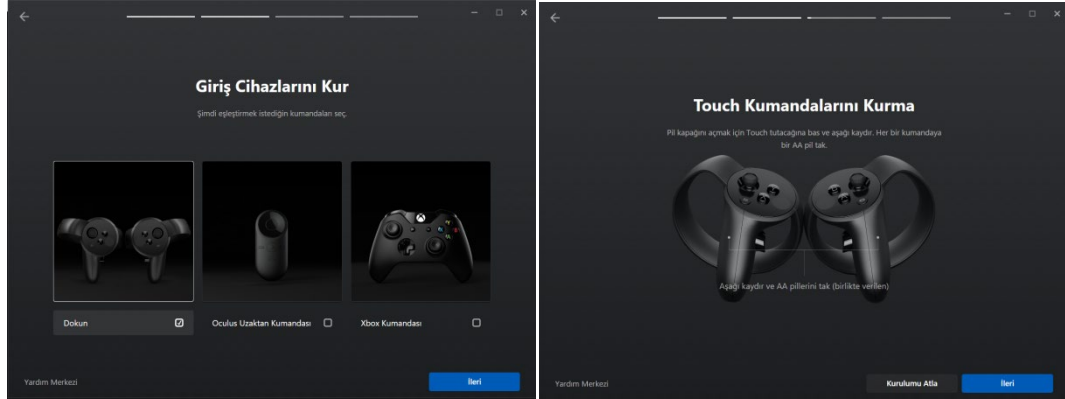 Giriş Cihazlarını Kur
Şimdi eşleştirmek istediğin kumandaları seç.
Dokun
Oculus Uzaktan Kumandası
Xbox Kumandası
Yardım Merkezi
İleri
Touch Kumandalarını Kurma
Pil kapağını açmak için Touch tutacağına bas ve aşağı kaydır. Her bir kumandaya
bir AA pil tak.
Aşağı kaydır ve AA pillerini tak (birlikte verilen)
Yardım Merkezi
Kurulumu Atla
İleri